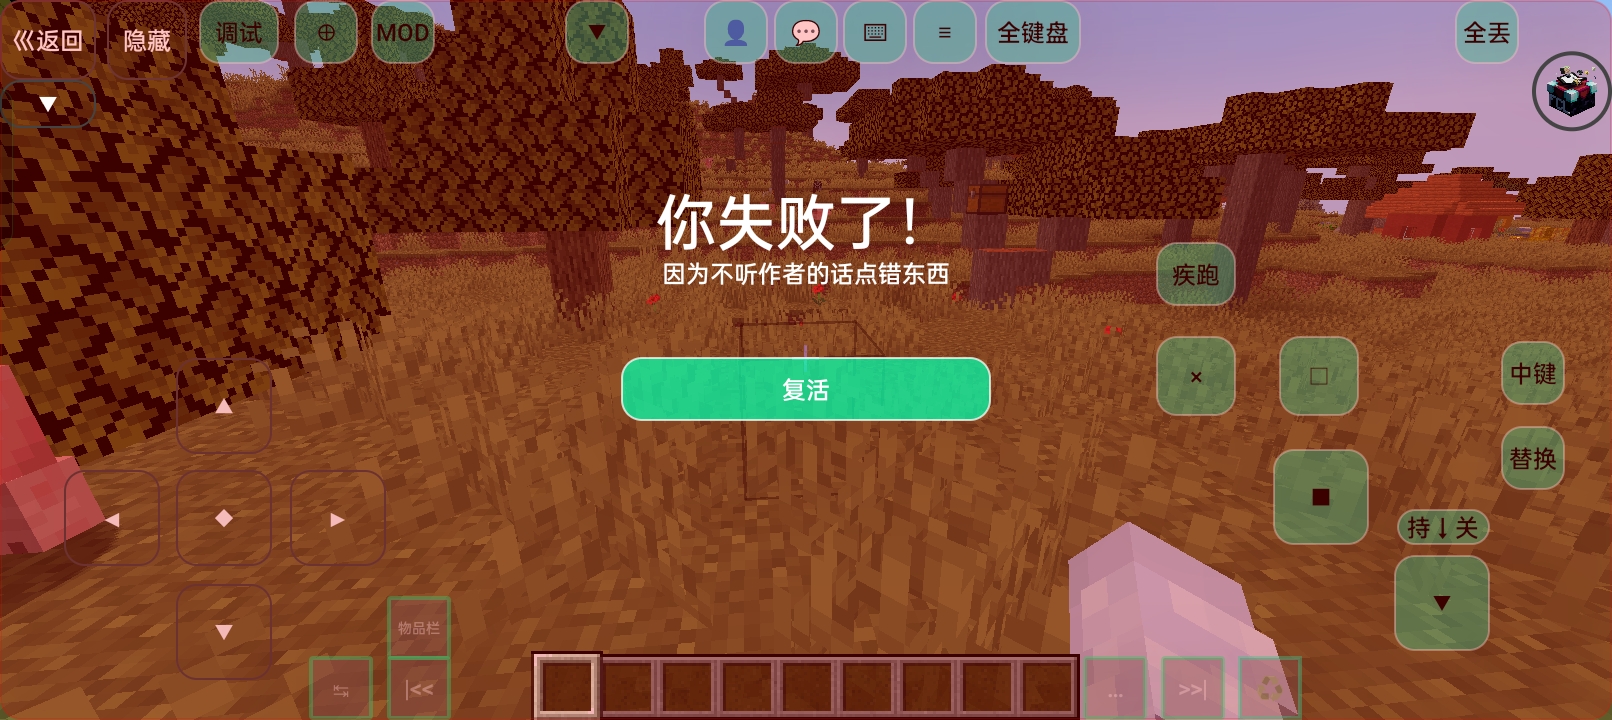 《返回
隐藏
调试
MOD
全键盘
全丢
你失败了!
因为不听作者的话点错东西
疾跑
复活
中键
替换
持↓关
物品栏
|<<
...
>>|